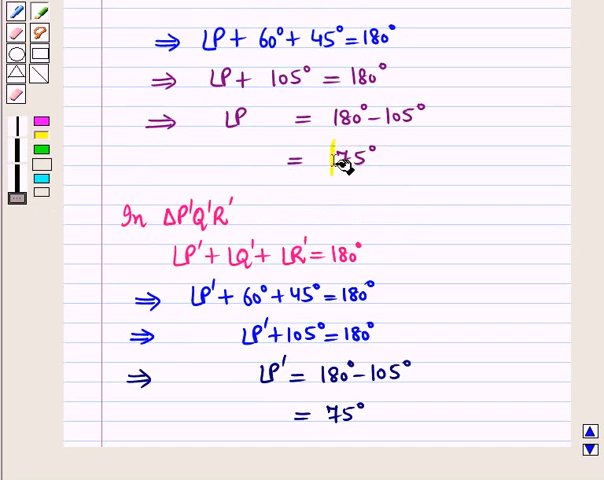 ⇒ ∠P + 60° + 45° = 180°
⇒ ∠P + 105° = 180°
⇒ ∠P = 180° - 105°
= 75°
In ΔP'Q'R'
∠P' + ∠Q' + ∠R' = 180°
⇒ ∠P' + 60° + 45° = 180°
⇒ ∠P' + 105° = 180°
⇒ ∠P' = 180° - 105°
= 75°